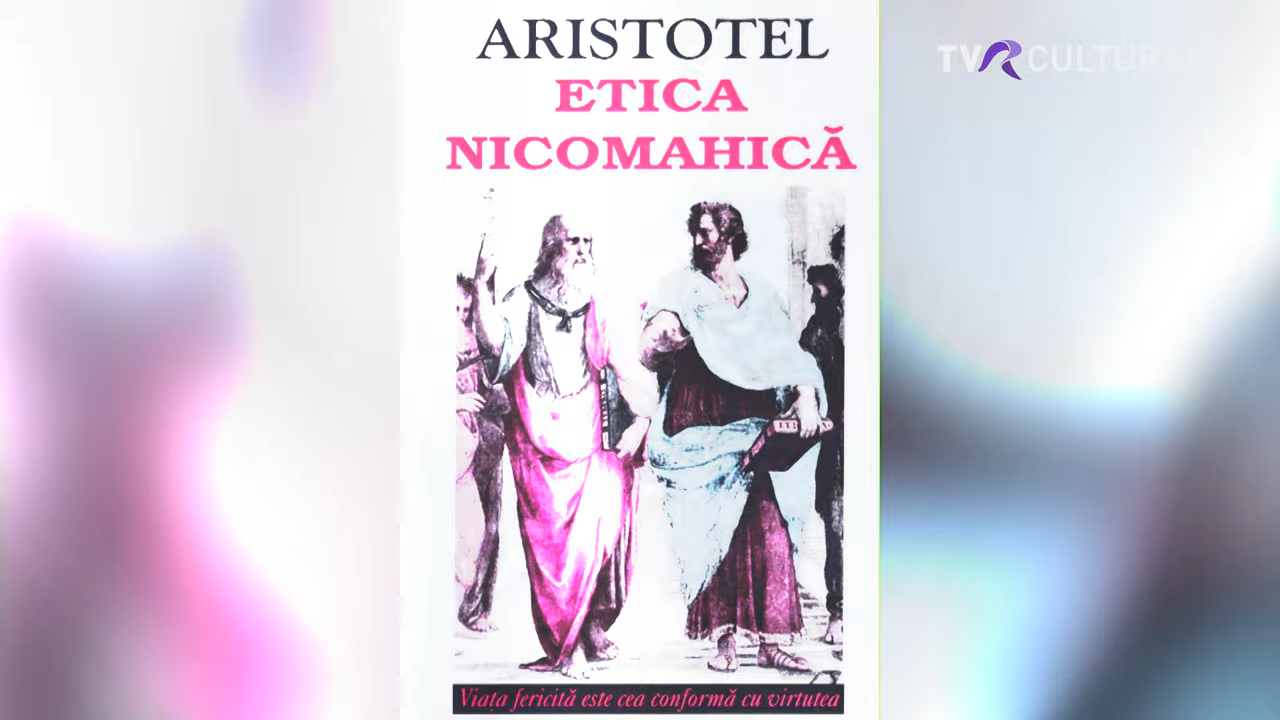 ARISTOTEL
TVR CULTURAL
ETICA
NICOMAHICĂ
Viața fericită este cea conformă cu virtutea